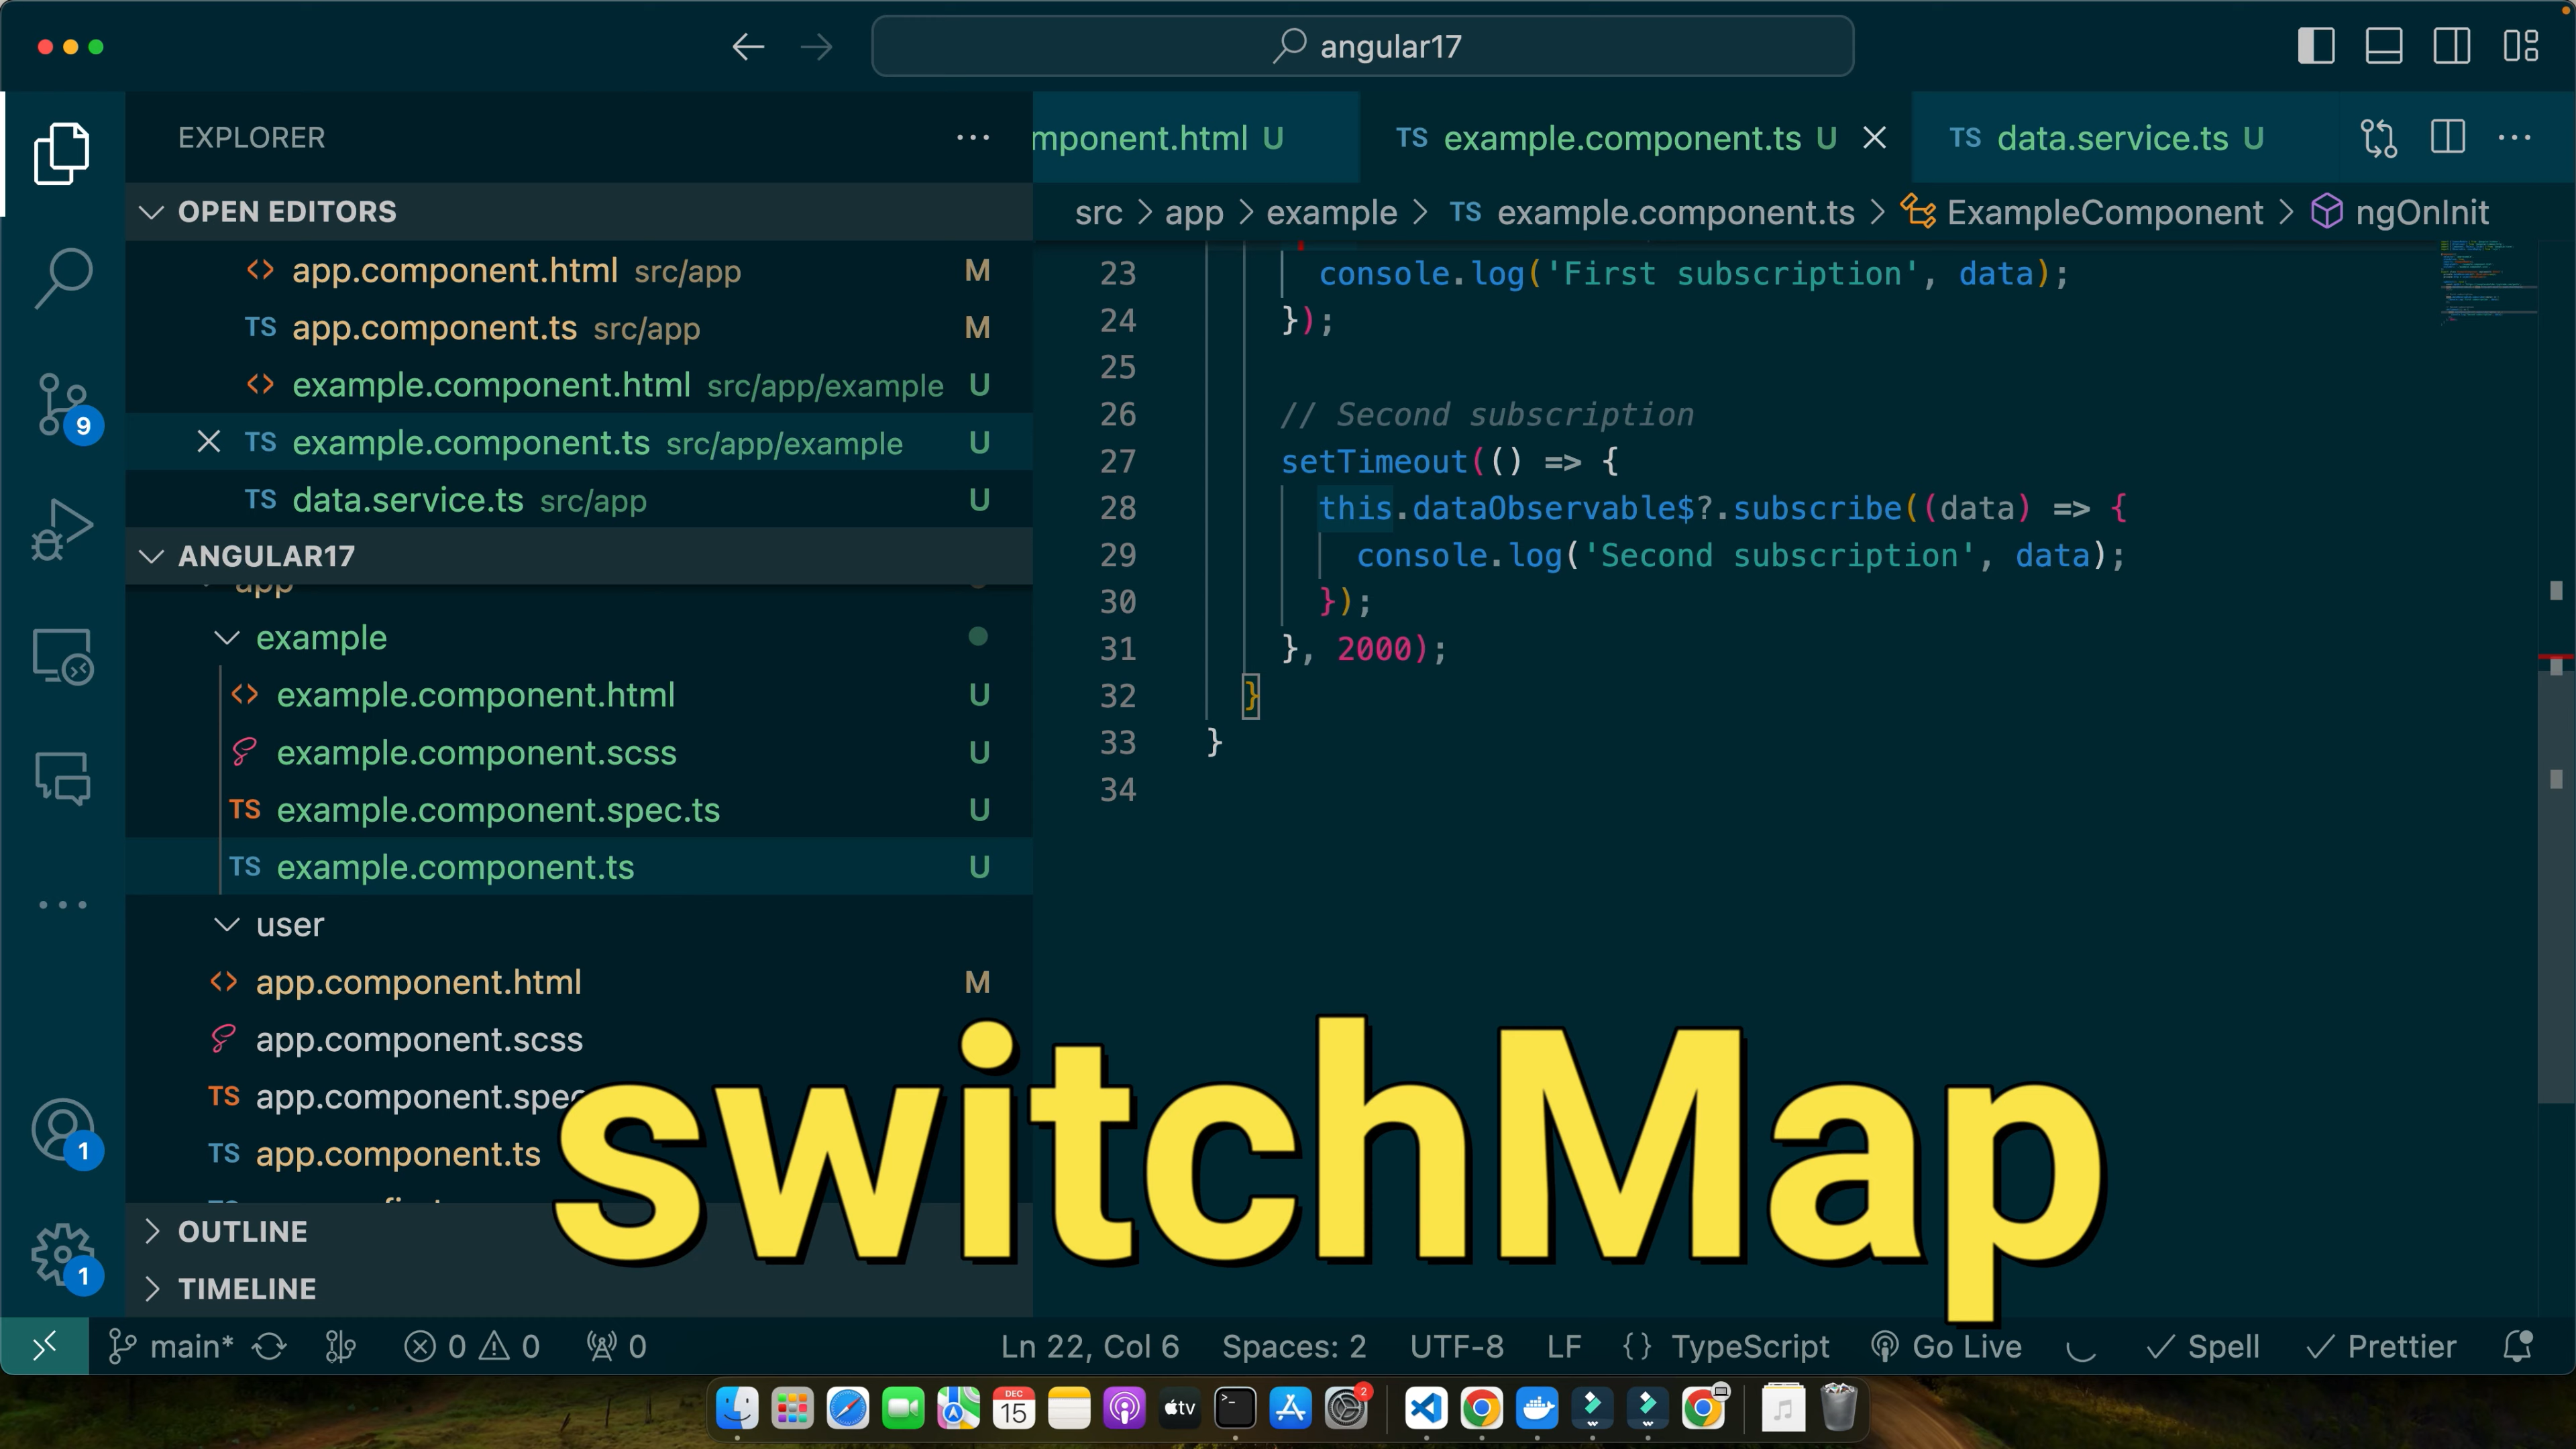 angular17
EXPLORER
mponent.html U
TS example.component.ts U
TS data.service.ts U
OPEN EDITORS
src > app > example > TS example.component.ts > ExampleComponent > ngOnInit
<> app.component.html src/app M
TS app.component.ts src/app M
<> example.component.html src/app/example U
TS example.component.ts src/app/example U
TS data.service.ts src/app U
ANGULAR17
app
example
<> example.component.html U
example.component.scss U
TS example.component.spec.ts U
TS example.component.ts U
user
<> app.component.html M
app.component.scss
TS app.component.spec
TS app.component.ts
OUTLINE
TIMELINE
9
1
1
23 console.log('First subscription', data);
24 });
25
26 // Second subscription
27 setTimeout(() => {
28 this.dataObservable$?.subscribe((data) => {
29 console.log('Second subscription', data);
30 });
31 }, 2000);
32 }
33 }
34
switchMap
main* 0 0 0 Ln 22, Col 6 Spaces: 2 UTF-8 LF {} TypeScript Go Live Spell Prettier
DEC
15
tv
2